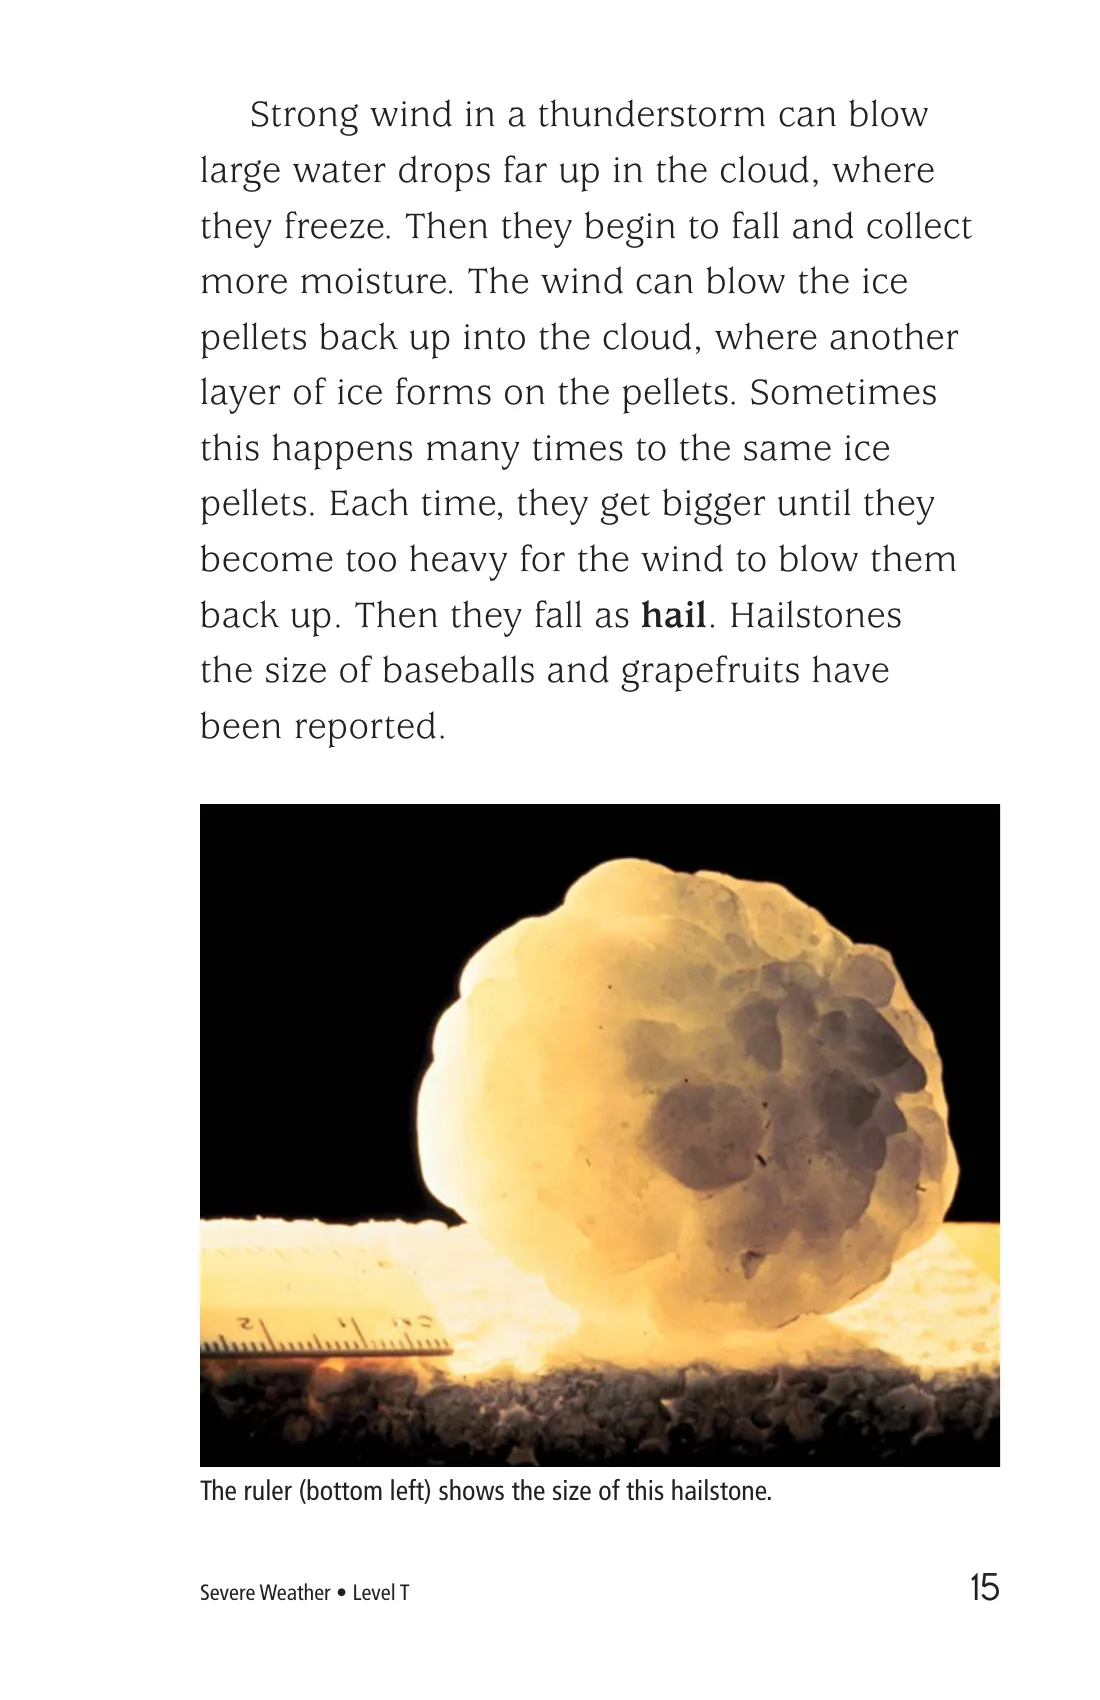 Strong wind in a thunderstorm can blow
large water drops far up in the cloud, where
they freeze. Then they begin to fall and collect
more moisture. The wind can blow the ice
pellets back up into the cloud, where another
layer of ice forms on the pellets. Sometimes
this happens many times to the same ice
pellets. Each time, they get bigger until they
become too heavy for the wind to blow them
back up. Then they fall as hail. Hailstones
the size of baseballs and grapefruits have
been reported.
2 1
The ruler (bottom left) shows the size of this hailstone.
Severe Weather • Level T 15